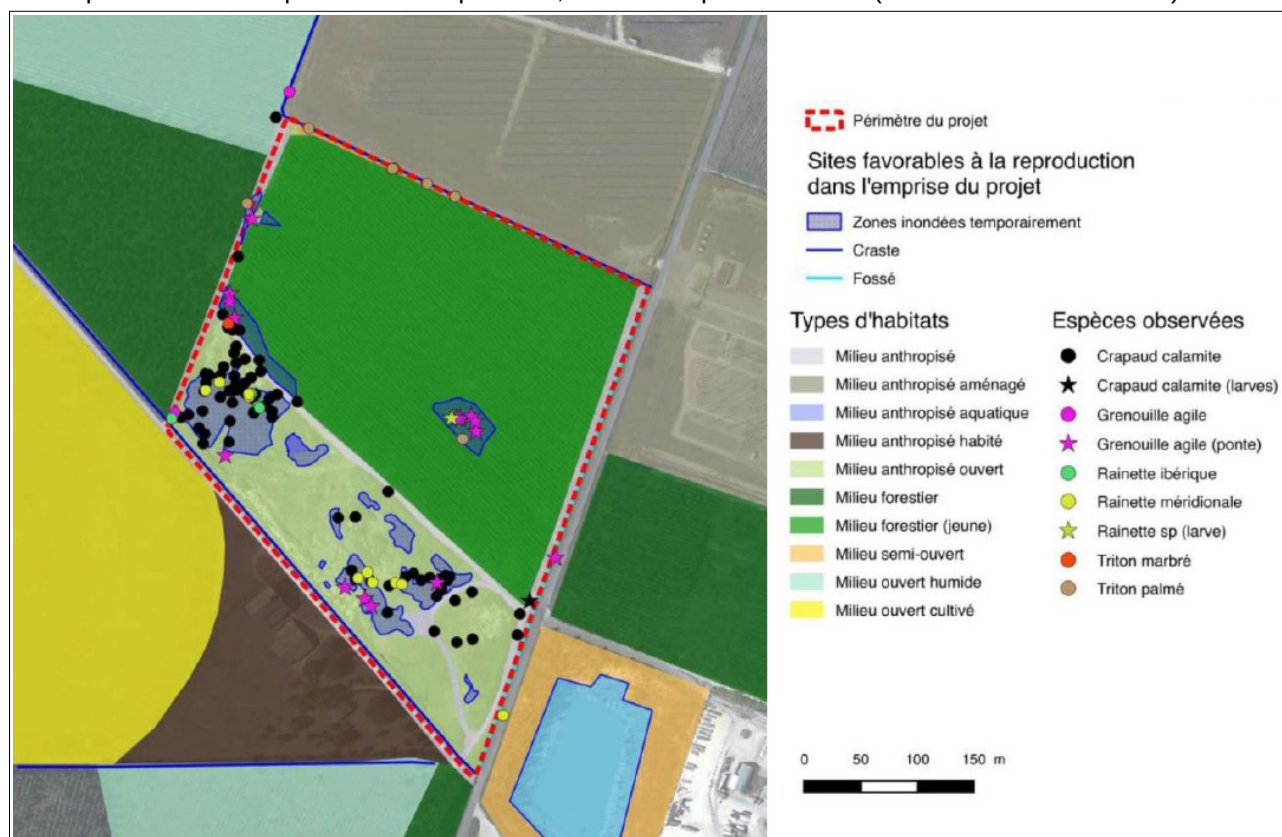 Périmètre du projet
Sites favorables à la reproduction
dans l'emprise du projet
Zones inondées temporairement
Craste
Fossé
Types d'habitats
Milieu anthropisé
Milieu anthropisé aménagé
Milieu anthropisé aquatique
Milieu anthropisé habité
Milieu anthropisé ouvert
Milieu forestier
Milieu forestier (jeune)
Milieu semi-ouvert
Milieu ouvert humide
Milieu ouvert cultivé
Espèces observées
Crapaud calamite
Crapaud calamite (larves)
Grenouille agile
Grenouille agile (ponte)
Rainette ibérique
Rainette méridionale
Rainette sp (larve)
Triton marbré
Triton palmé
0 50 100 150 m